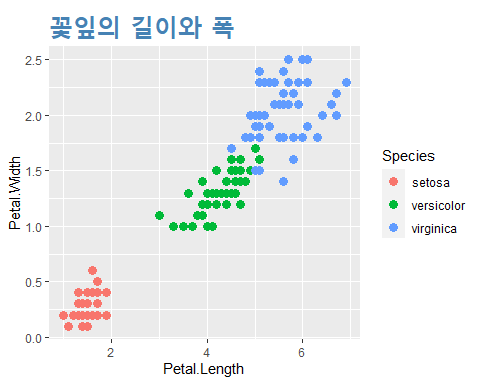 꽃잎의 길이와 폭
2.5
2.0
1.5
1.0
0.5
0.0
Petal.Width
2
4
6
Petal.Length
Species
setosa
versicolor
virginica